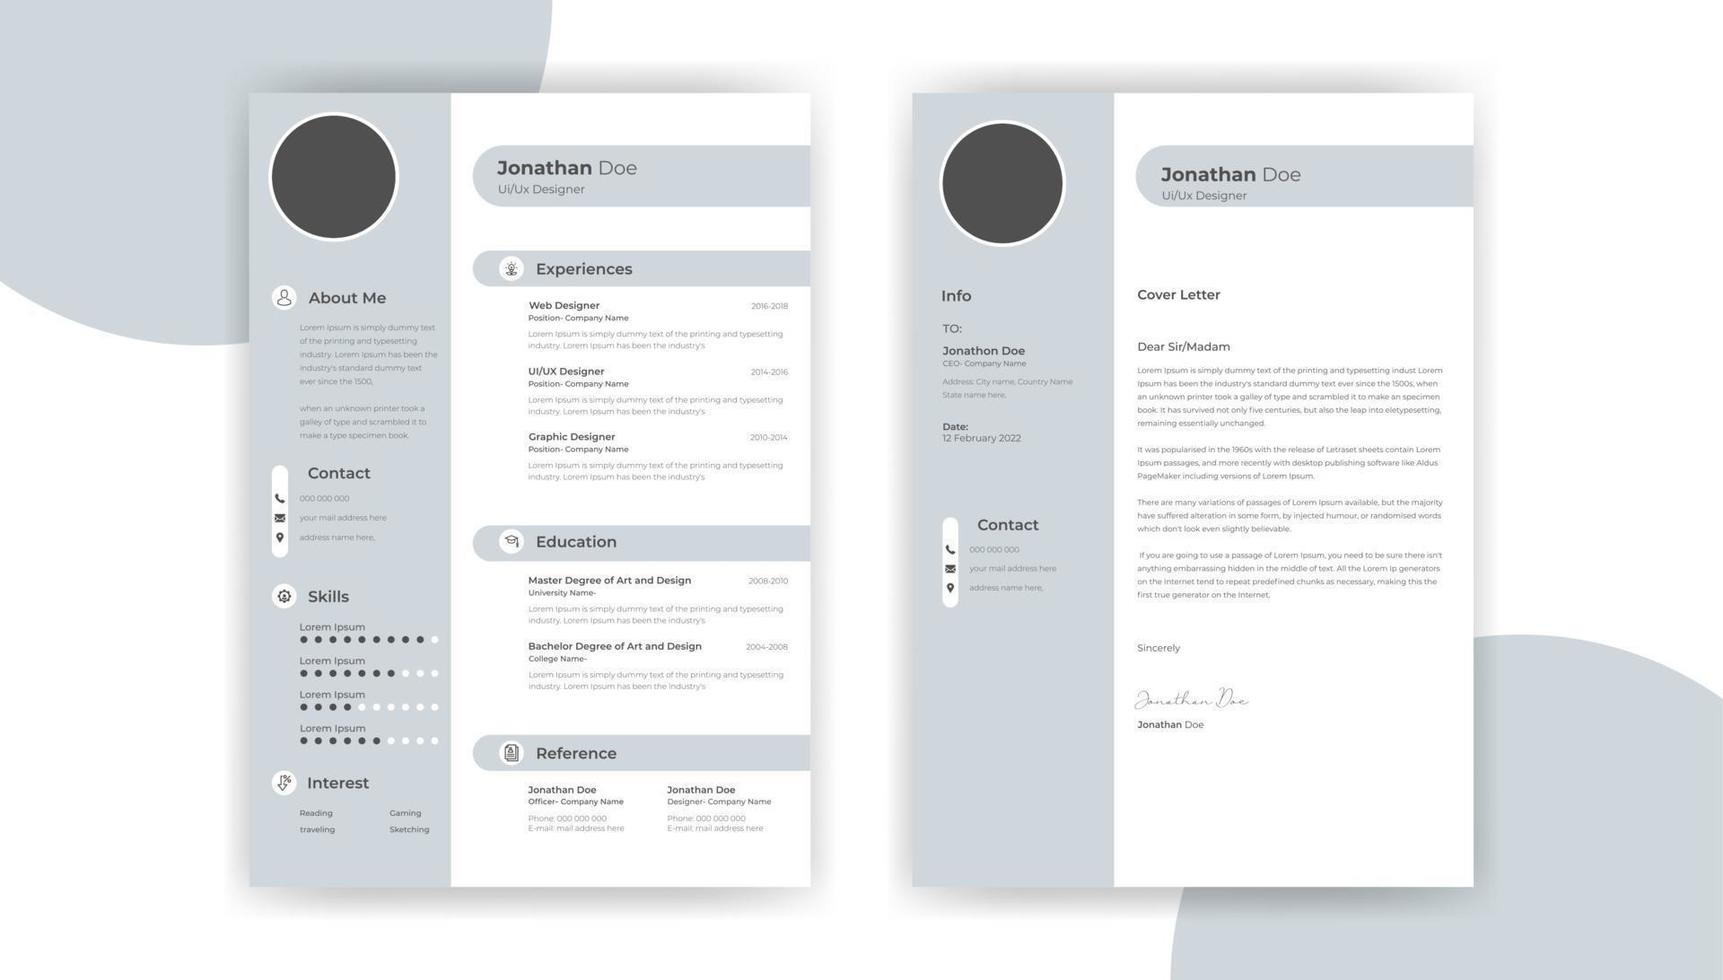 About Me
Lorem Ipsum is simply dummy text
of the printing and typesetting
industry. Lorem Ipsum has been the
industry's standard dummy text
ever since the 1500,
when an unknown printer took a
galley of type and scrambled it to
make a type specimen book.
Contact
000 000 000
your mail address here
address name here,
Skills
Lorem Ipsum
Lorem Ipsum
Lorem Ipsum
Lorem Ipsum
Interest
Reading Gaming
traveling Sketching
Jonathan Doe
Ui/Ux Designer
Experiences
Web Designer 2016-2018
Position- Company Name
Lorem Ipsum is simply dummy text of the printing and typesetting
industry. Lorem Ipsum has been the industry's
UI/UX Designer 2014-2016
Position- Company Name
Lorem Ipsum is simply dummy text of the printing and typesetting
industry. Lorem Ipsum has been the industry's
Graphic Designer 2010-2014
Position- Company Name
Lorem Ipsum is simply dummy text of the printing and typesetting
industry. Lorem Ipsum has been the industry's
Education
Master Degree of Art and Design 2008-2010
University Name-
Lorem Ipsum is simply dummy text of the printing and typesetting
industry. Lorem Ipsum has been the industry's
Bachelor Degree of Art and Design 2004-2008
College Name-
Lorem Ipsum is simply dummy text of the printing and typesetting
industry. Lorem Ipsum has been the industry's
Reference
Jonathan Doe
Officer- Company Name
Phone: 000 000 000
E-mail: mail address here
Jonathan Doe
Designer- Company Name
Phone: 000 000 000
E-mail: mail address here
Info
TO:
Jonathon Doe
CEO- Company Name
Address: City name, Country Name
State name here,
Date:
12 February 2022
Contact
000 000 000
your mail address here
address name here,
Jonathan Doe
Ui/Ux Designer
Cover Letter
Dear Sir/Madam
Lorem Ipsum is simply dummy text of the printing and typesetting indust Lorem
Ipsum has been the industry's standard dummy text ever since the 1500s, when
an unknown printer took a galley of type and scrambled it to make an specimen
book. It has survived not only five centuries, but also the leap into eletypesetting,
remaining essentially unchanged.
It was popularised in the 1960s with the release of Letraset sheets contain Lorem
Ipsum passages, and more recently with desktop publishing software like Aldus
PageMaker including versions of Lorem Ipsum.
There are many variations of passages of Lorem Ipsum available, but the majority
have suffered alteration in some form, by injected humour, or randomised words
which don't look even slightly believable.
If you are going to use a passage of Lorem Ipsum, you need to be sure there isn't
anything embarrassing hidden in the middle of text. All the Lorem Ip generators
on the Internet tend to repeat predefined chunks as necessary, making this the
first true generator on the Internet.
Sincerely
Jonathan Doe
Jonathan Doe